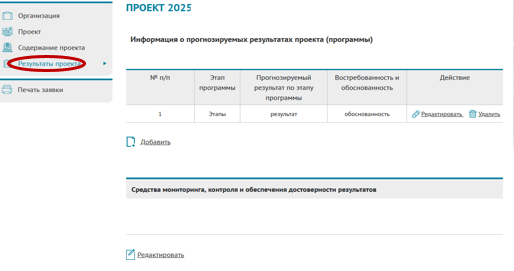 ПРОЕКТ 2025
Организация
Проект
Содержание проекта
Результаты проекта
Печать заявки
Информация о прогнозируемых результатах проекта (программы)
№ п/п
Этап программы
Прогнозируемый результат по этапу программы
Востребованность и обоснованность
Действие
1
Этапы
результат
обоснованность
Редактировать
Удалить
Добавить
Средства мониторинга, контроля и обеспечения достоверности результатов
Редактировать